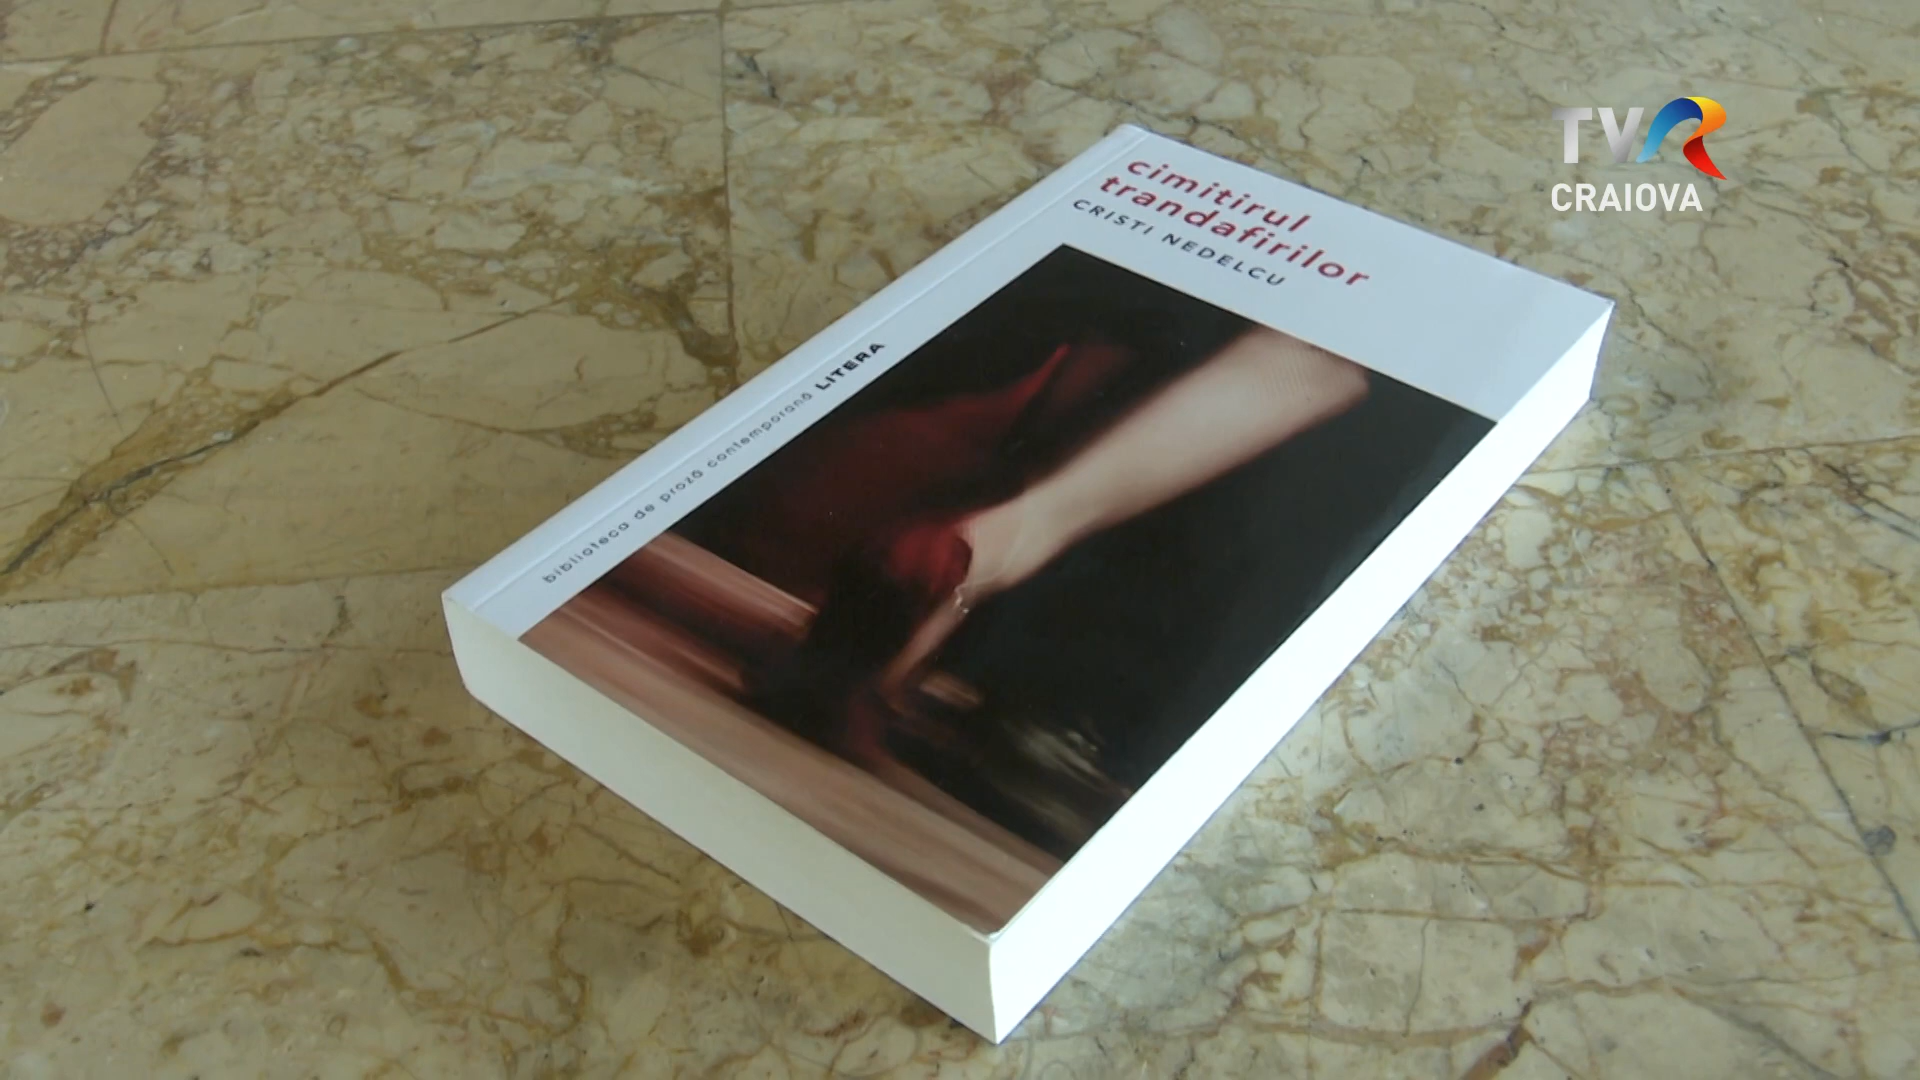 TVR
CRAIOVA
cimitirul
trandafirilor
CRISTI NEDELCU
biblioteca de proză contemporană LITERA